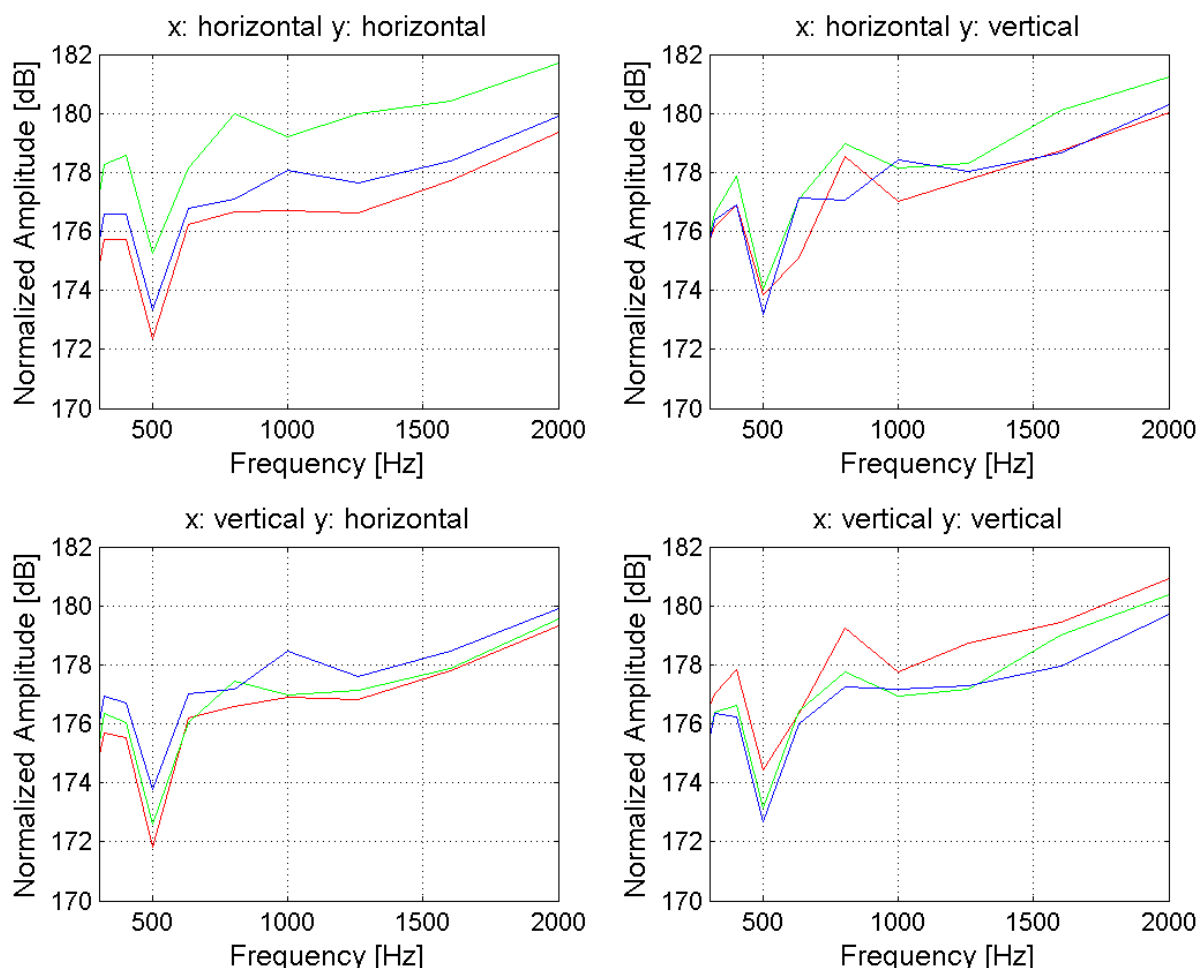 x: horizontal y: horizontal
Normalized Amplitude [dB]
182
180
178
176
174
172
170
500 1000 1500 2000
Frequency [Hz]
x: horizontal y: vertical
Normalized Amplitude [dB]
182
180
178
176
174
172
170
500 1000 1500 2000
Frequency [Hz]
x: vertical y: horizontal
Normalized Amplitude [dB]
182
180
178
176
174
172
170
500 1000 1500 2000
Frequency [Hz]
x: vertical y: vertical
Normalized Amplitude [dB]
182
180
178
176
174
172
170
500 1000 1500 2000
Frequency [Hz]